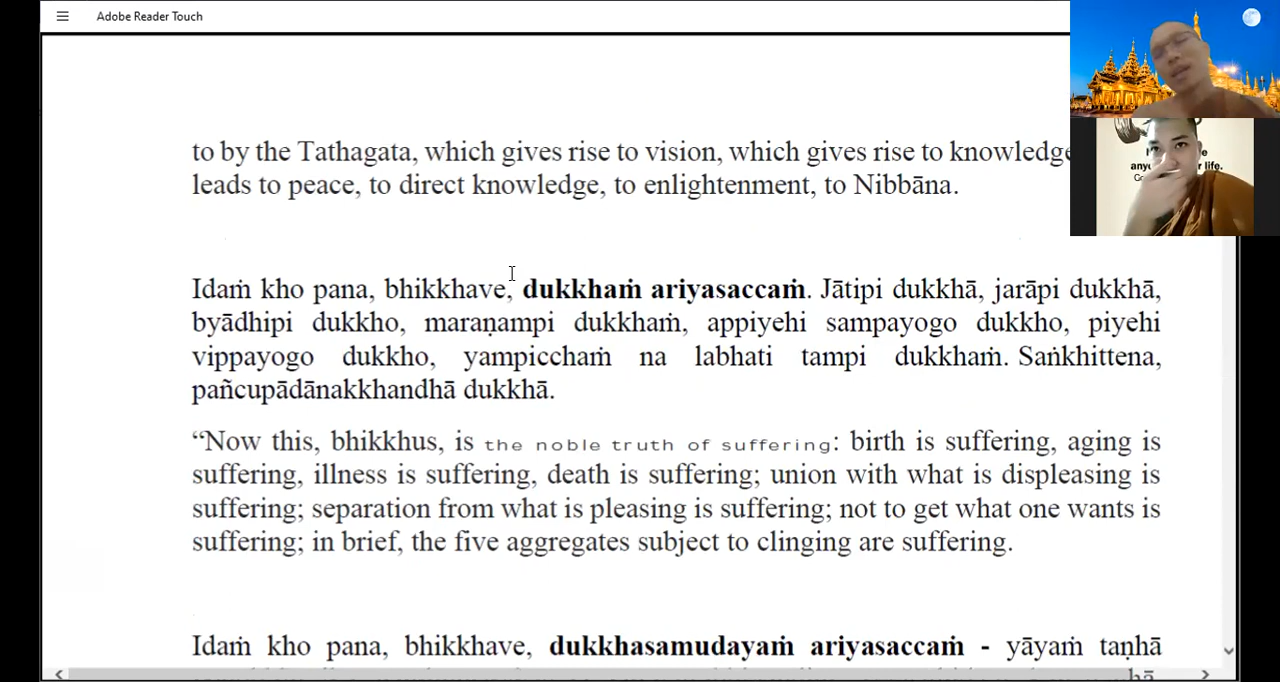 Adobe Reader Touch
to by the Tathagata, which gives rise to vision, which gives rise to knowledge
leads to peace, to direct knowledge, to enlightenment, to Nibbāna.
Idaṁ kho pana, bhikkhave, dukkhaṁ ariyasaccaṁ. Jātipi dukkhā, jarāpi dukkhā,
byādhipi dukkho, maraṇampi dukkhaṁ, appiyehi sampayogo dukkho, piyehi
vippayogo dukkho, yampicchaṁ na labhati tampi dukkhaṁ. Saṅkhittena,
pañcupādānakkhandhā dukkhā.
“Now this, bhikkhus, is the noble truth of suffering: birth is suffering, aging is
suffering, illness is suffering, death is suffering; union with what is displeasing is
suffering; separation from what is pleasing is suffering; not to get what one wants is
suffering; in brief, the five aggregates subject to clinging are suffering.
Idaṁ kho pana, bhikkhave, dukkhasamudayaṁ ariyasaccaṁ - yāyaṁ taṇhā
life.